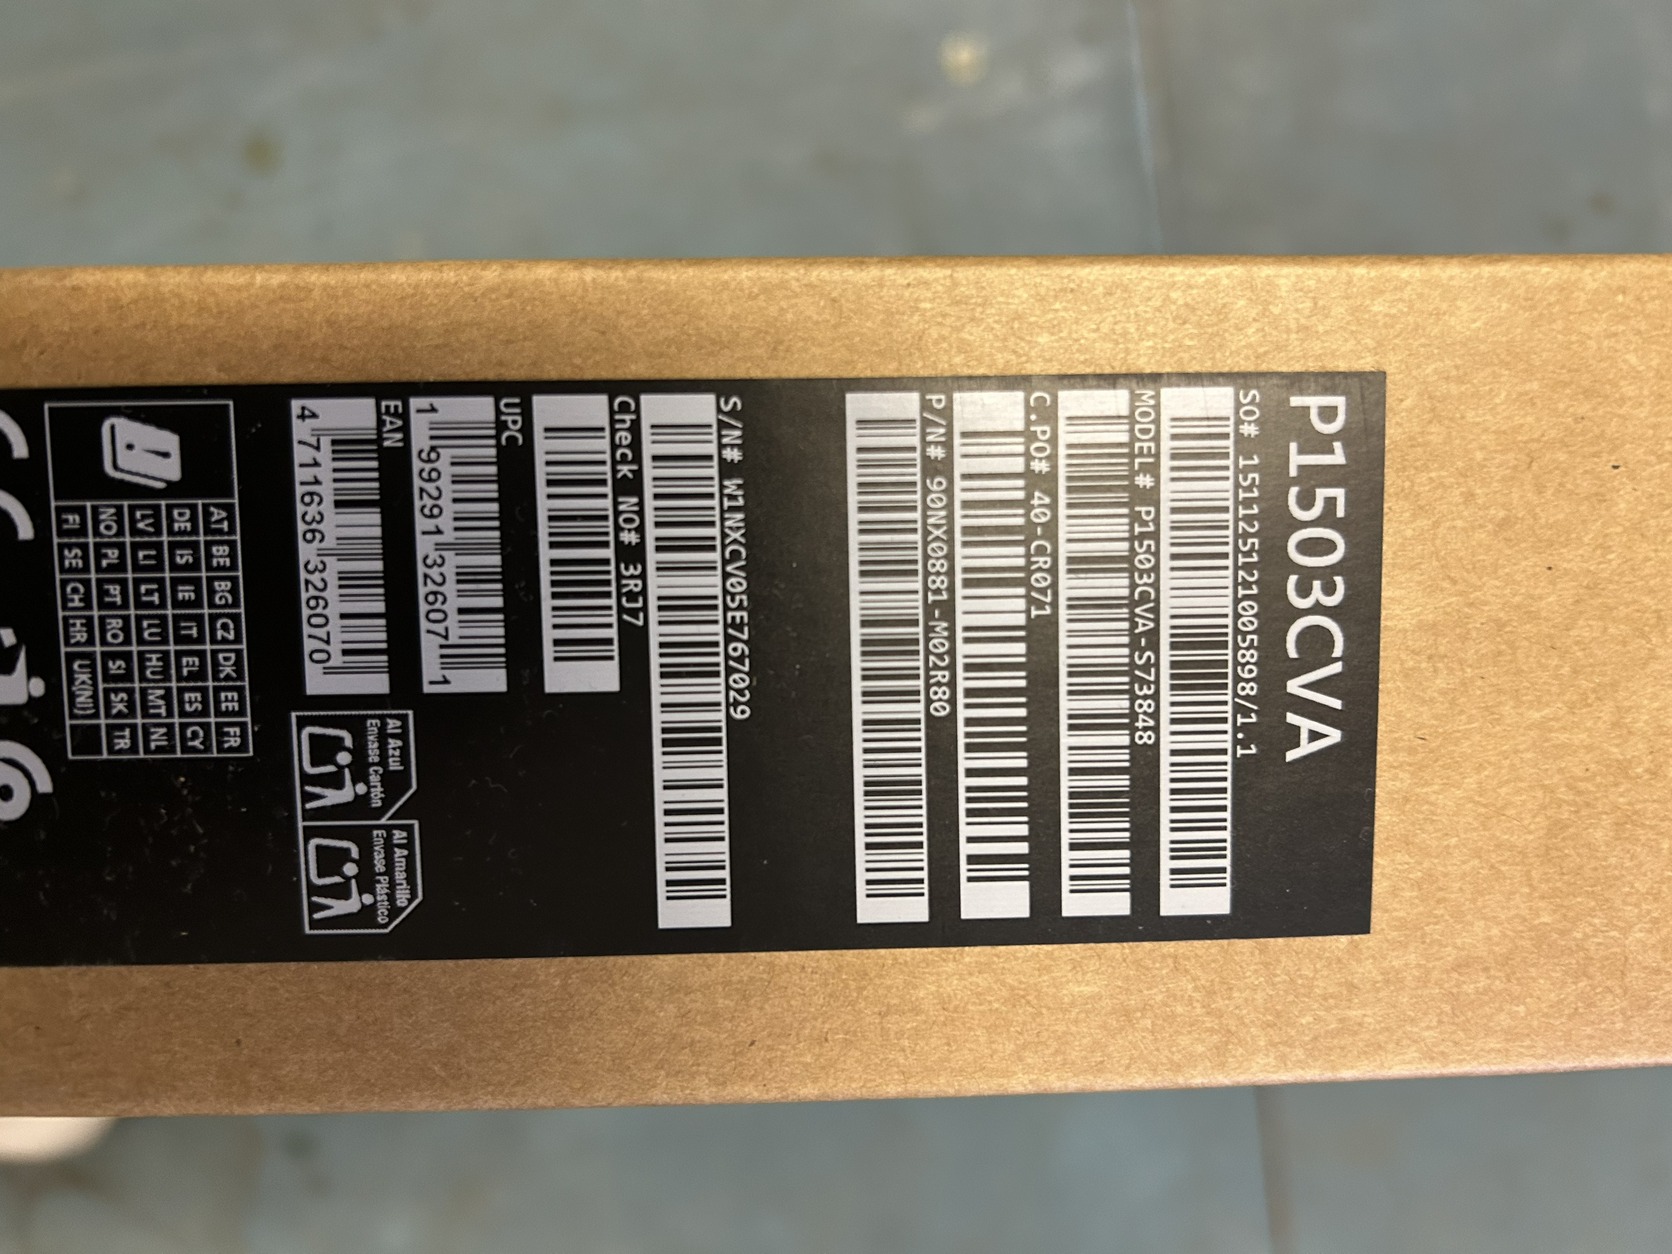 P1503CVA
SO# 1511251210058​98/1.1
MODEL# P1503CVA-S73848
C.PO# 40-CR071
P/N# 90NX0881-M02R80
S/N# W1NXCV05E767029
Check NO# 3RJ7
UPC
1 99291 32607 1
EAN
4 711636 326070
Al Azul
Envase Cartón
Al Amarillo
Envase Plástico
AT BE BG CZ DK EE FR
DE IS IE IT EL ES CY
LV LI LT LU HU MT NL
NO PL PT RO SI SK TR
FI SE CH HR UK(NI)